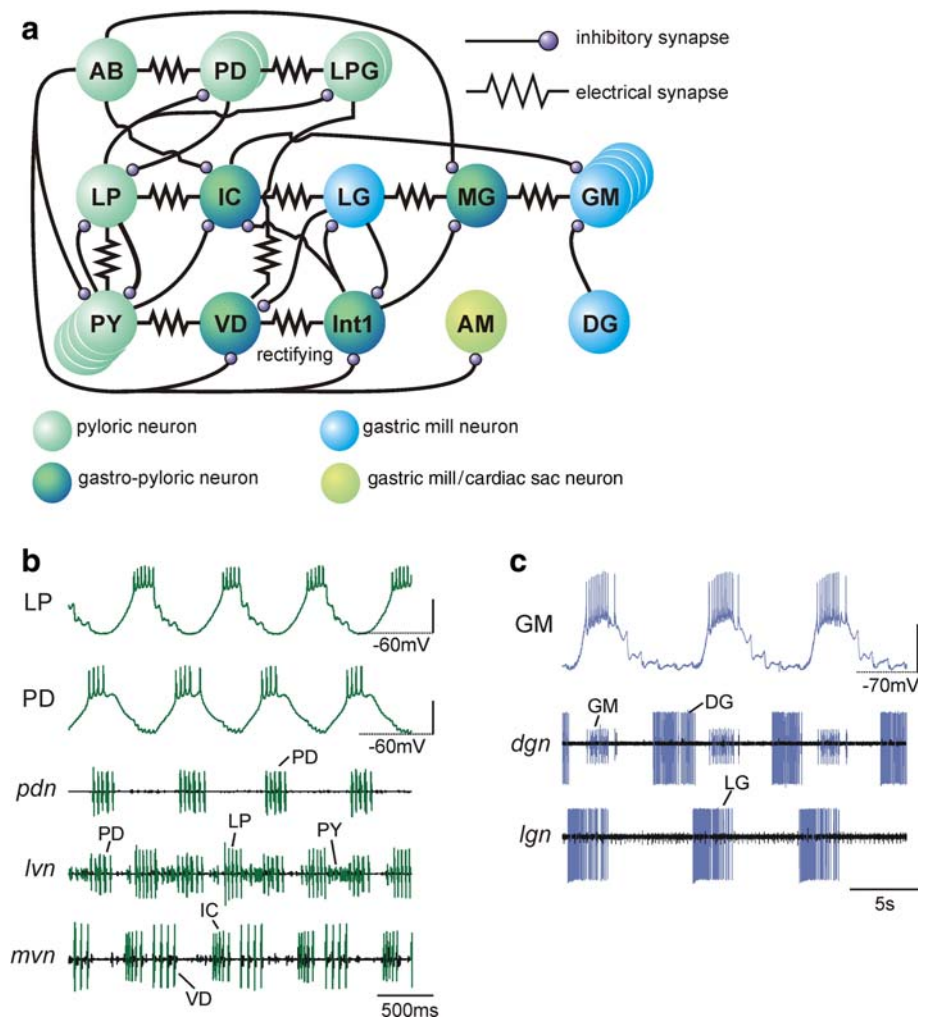 a
inhibitory synapse
electrical synapse
AB PD LPG
LP IC LG MG GM
PY VD Int1 AM DG
rectifying
pyloric neuron
gastric mill neuron
gastro-pyloric neuron
gastric mill/cardiac sac neuron
b
LP
-60mV
PD
-60mV
pdn
PD
lvn
PD
LP
PY
mvn
IC
VD
500ms
c
GM
-70mV
dgn
GM
DG
lgn
LG
5s